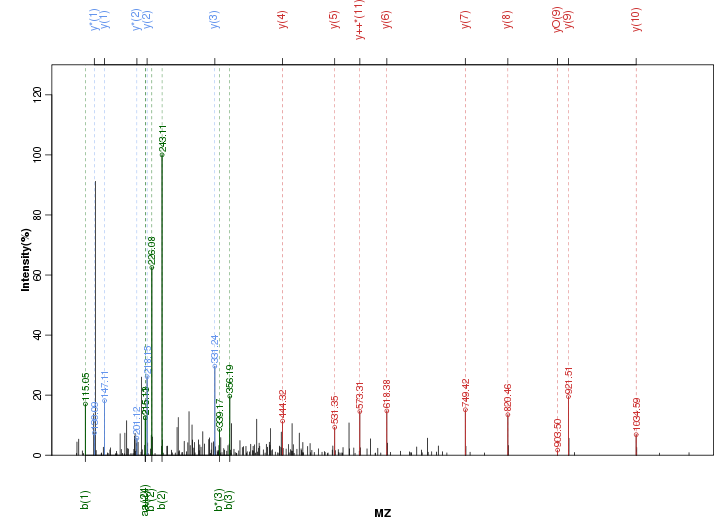 y*(1)
y(1)
y*(2)
y(2)
y(3)
y(4)
y(5)
y++*(11)
y(6)
y(7)
y(8)
yO(9)
y(9)
y(10)
120
100
80
60
40
20
0
Intensity(%)
115.05
147.11
201.12
215.11
218.15
226.08
243.11
331.24
339.17
356.19
444.32
531.35
573.31
618.38
749.42
820.46
903.50
921.51
1034.59
b(1)
b(2)
b*(3)
b(3)
MZ